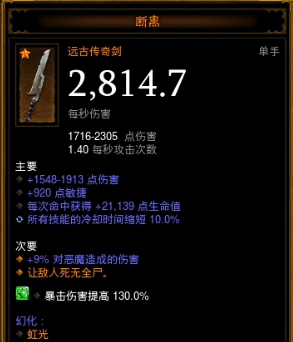 断离
远古传奇剑 单手
2,814.7
每秒伤害
1716-2305 点伤害
1.40 每秒攻击次数
主要
+1548-1913 点伤害
+920 点敏捷
每次命中获得 +21,139 点生命值
所有技能的冷却时间缩短 10.0%
次要
+9% 对恶魔造成的伤害
让敌人死无全尸。
暴击伤害提高 130.0%
幻化：
虹光